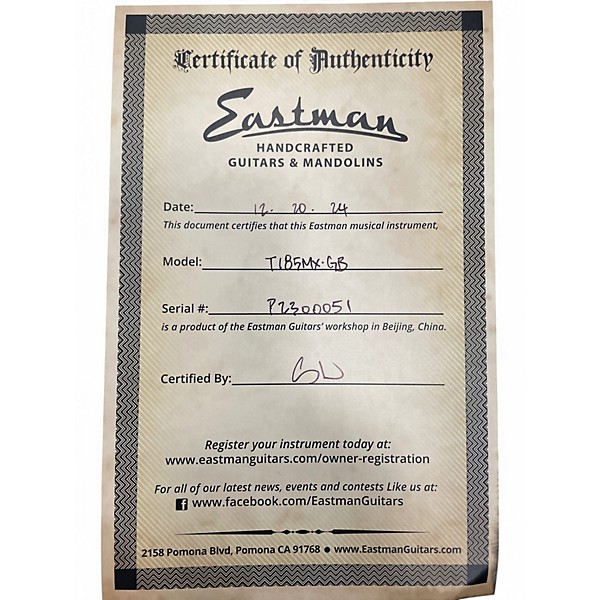 Certificate of Authenticity
Eastman
HANDCRAFTED
GUITARS & MANDOLINS
Date: 12. 20. 24
This document certifies that this Eastman musical instrument,
Model: T185MX-GB
Serial #: P2300051
is a product of the Eastman Guitars' workshop in Beijing, China.
Certified By:
Register your instrument today at:
www.eastmanguitars.com/owner-registration
For all of our latest news, events and contests Like us at:
f www.facebook.com/EastmanGuitars
2158 Pomona Blvd, Pomona CA 91768 ● www.EastmanGuitars.com